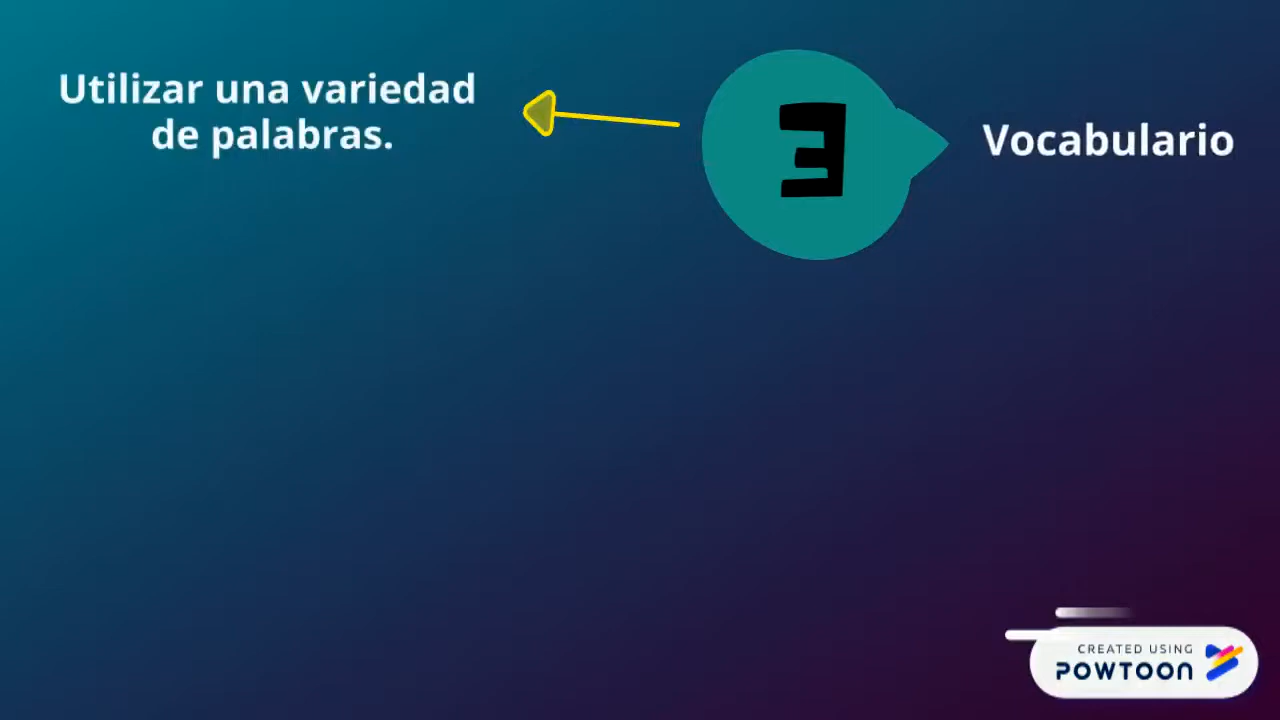 Utilizar una variedad
de palabras.
3
Vocabulario
CREATED USING
POWTOON